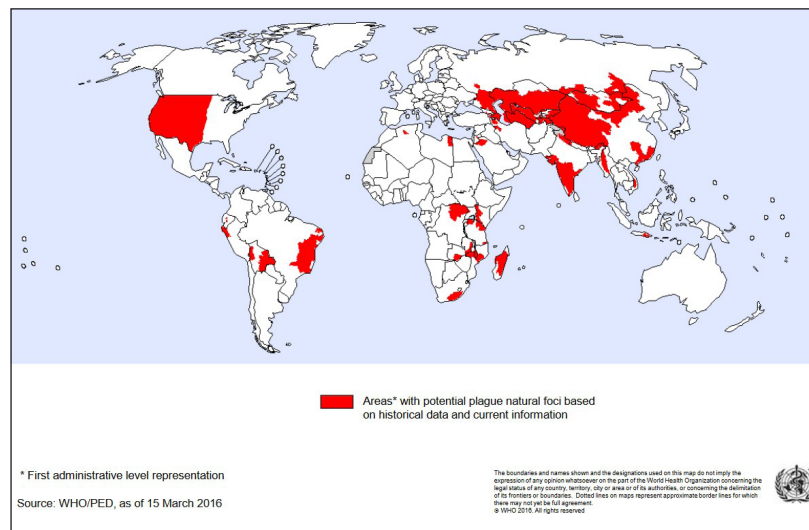 Areas* with potential plague natural foci based
on historical data and current information
* First administrative level representation
Source: WHO/PED, as of 15 March 2016
The boundaries and names shown and the designations used on this map do not imply the
expression of any opinion whatsoever on the part of the World Health Organization concerning the
legal status of any country, territory, city or area or of its authorities, or concerning the delimitation
of its frontiers or boundaries. Dotted lines on maps represent approximate border lines for which
there may not yet be full agreement.
© WHO 2016. All rights reserved